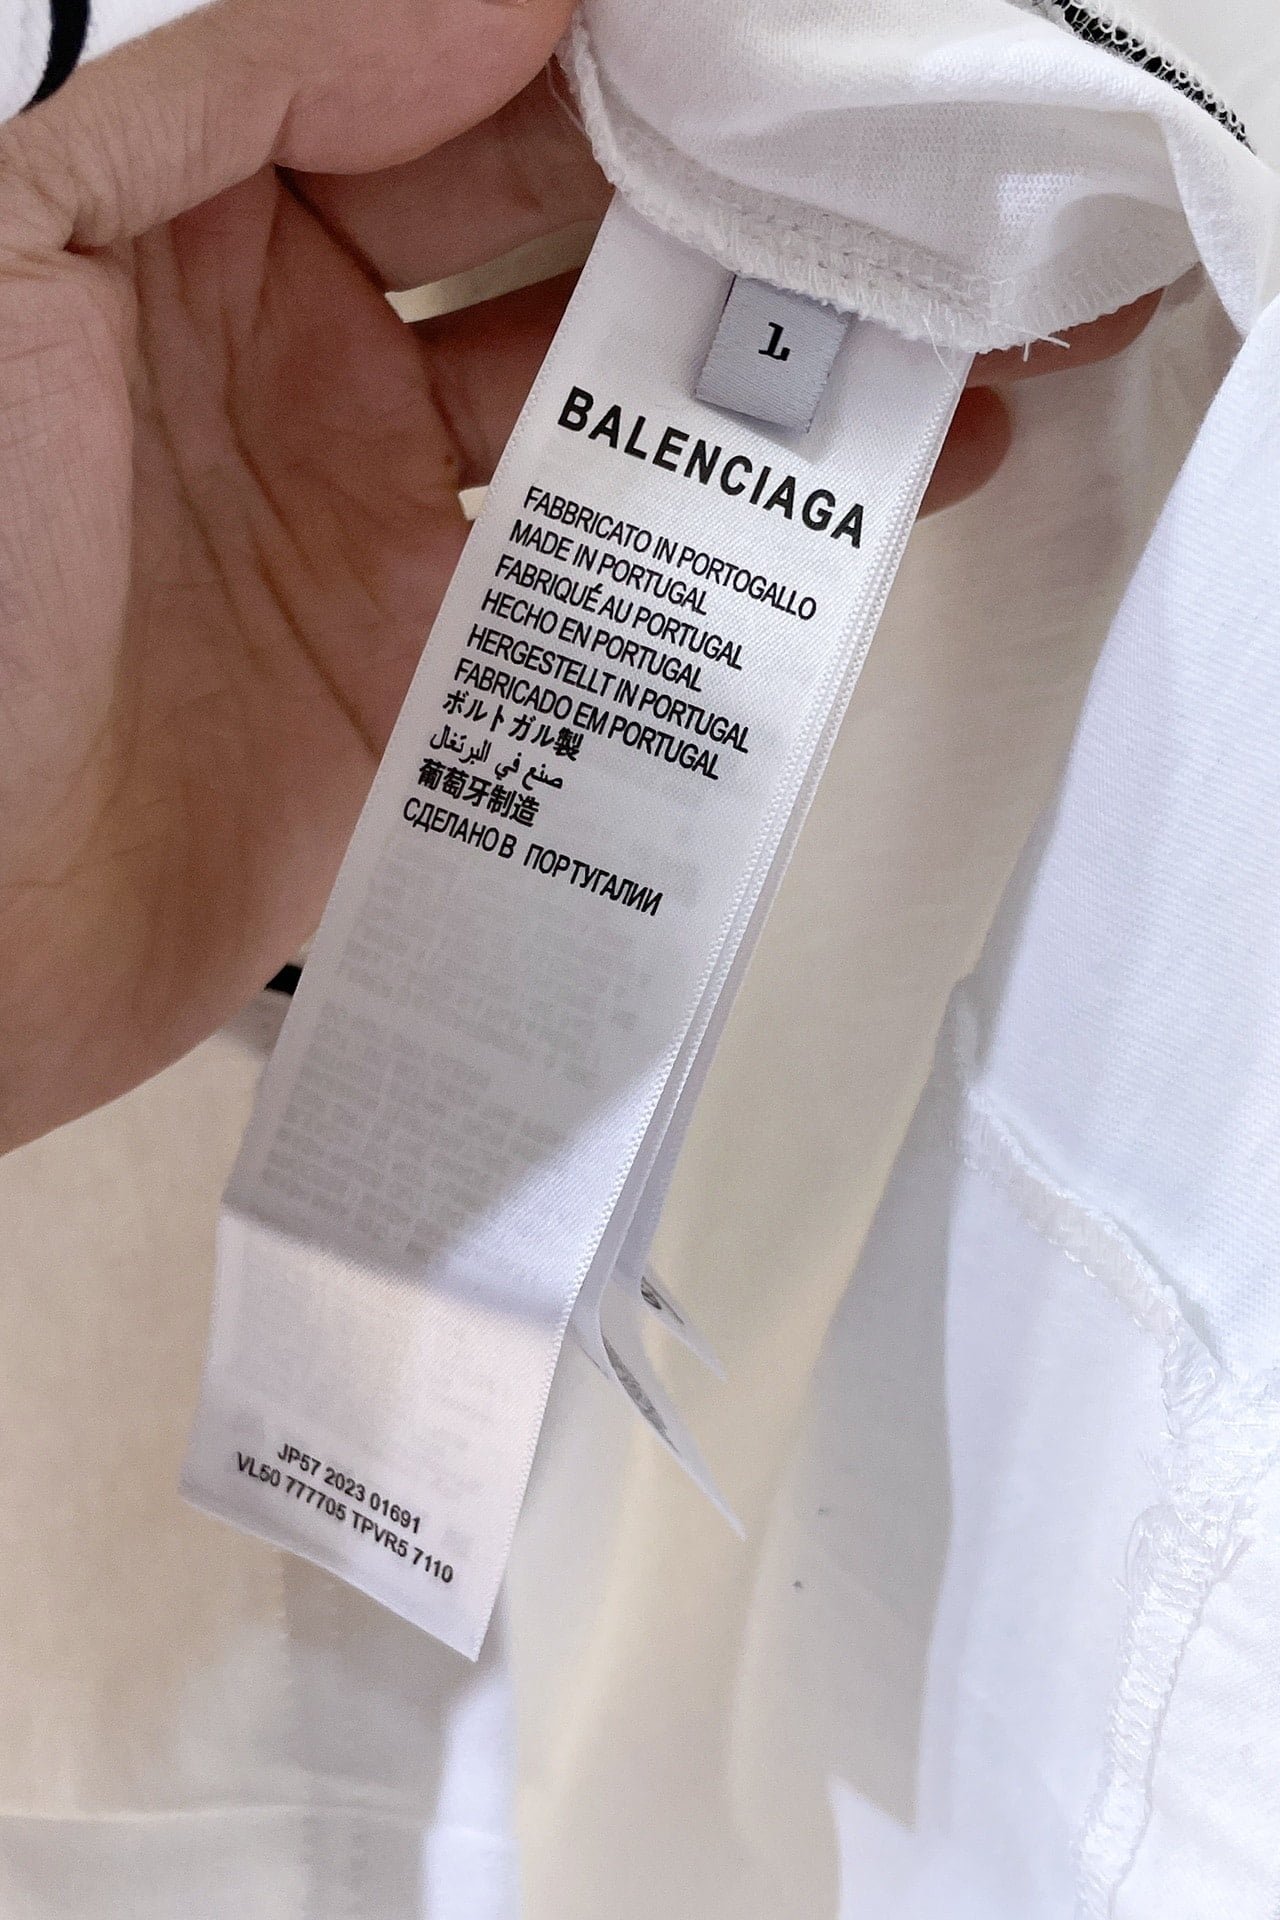 L
BALENCIAGA
FABBRICATO IN PORTOGALLO
MADE IN PORTUGAL
FABRIQUÉ AU PORTUGAL
HECHO EN PORTUGAL
HERGESTELLT IN PORTUGAL
FABRICADO EM PORTUGAL
ボルトガル製
صنع في البرتغال
葡萄牙制造
СДЕЛАНО В ПОРТУГАЛИИ
JP57 2023 01691
VL50 777705 TPVR5 7110